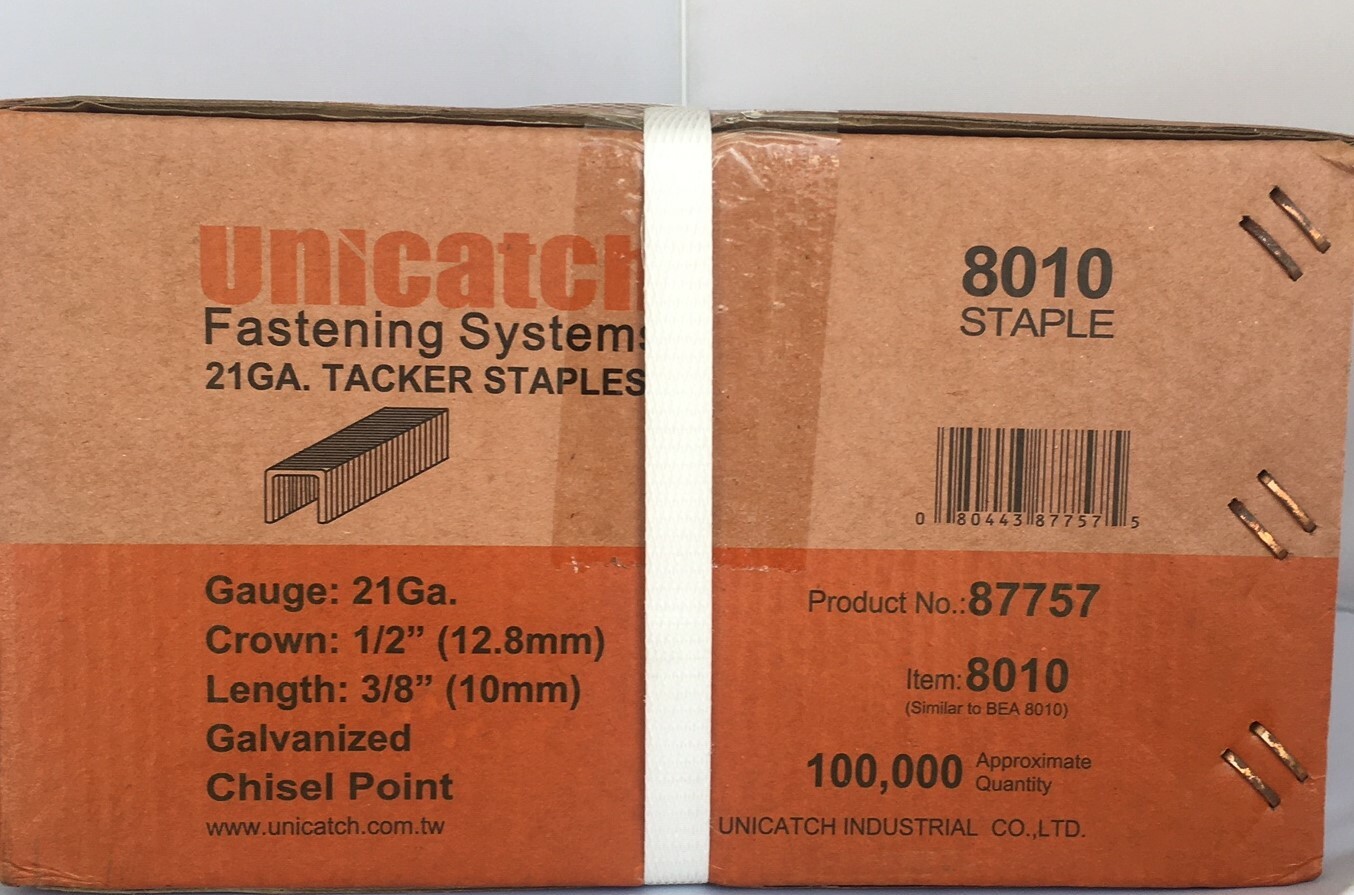 unicatch
Fastening Systems
21GA. TACKER STAPLES
Gauge: 21Ga.
Crown: 1/2” (12.8mm)
Length: 3/8” (10mm)
Galvanized
Chisel Point
www.unicatch.com.tw
8010
STAPLE
0 80443 87757 5
Product No.:87757
Item:8010
(Similar to BEA 8010)
100,000 Approximate
Quantity
UNICATCH INDUSTRIAL CO.,LTD.